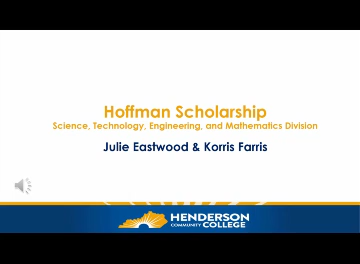 Hoffman Scholarship
Science, Technology, Engineering, and Mathematics Division
Julie Eastwood & Korris Farris
HENDERSON
COMMUNITY COLLEGE